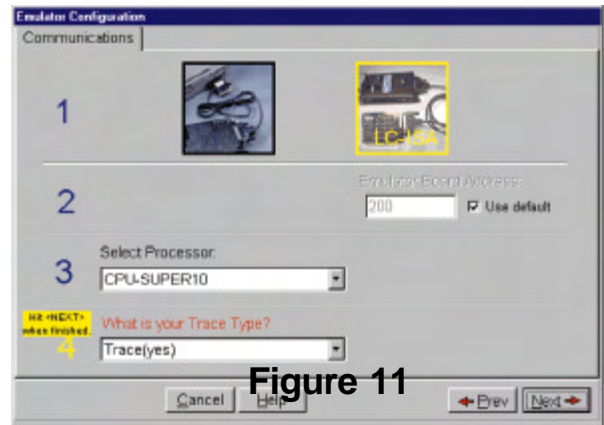 Emulator Configuration
Communications
1
LC-ISA
Emulator Board Address:
2
200
Use default
Select Processor:
3
CPU-SUPER10
Hit <NEXT>
when finished.
What is your Trace Type?
4
Trace(yes)
Figure 11
Cancel
Help
Prev
Next